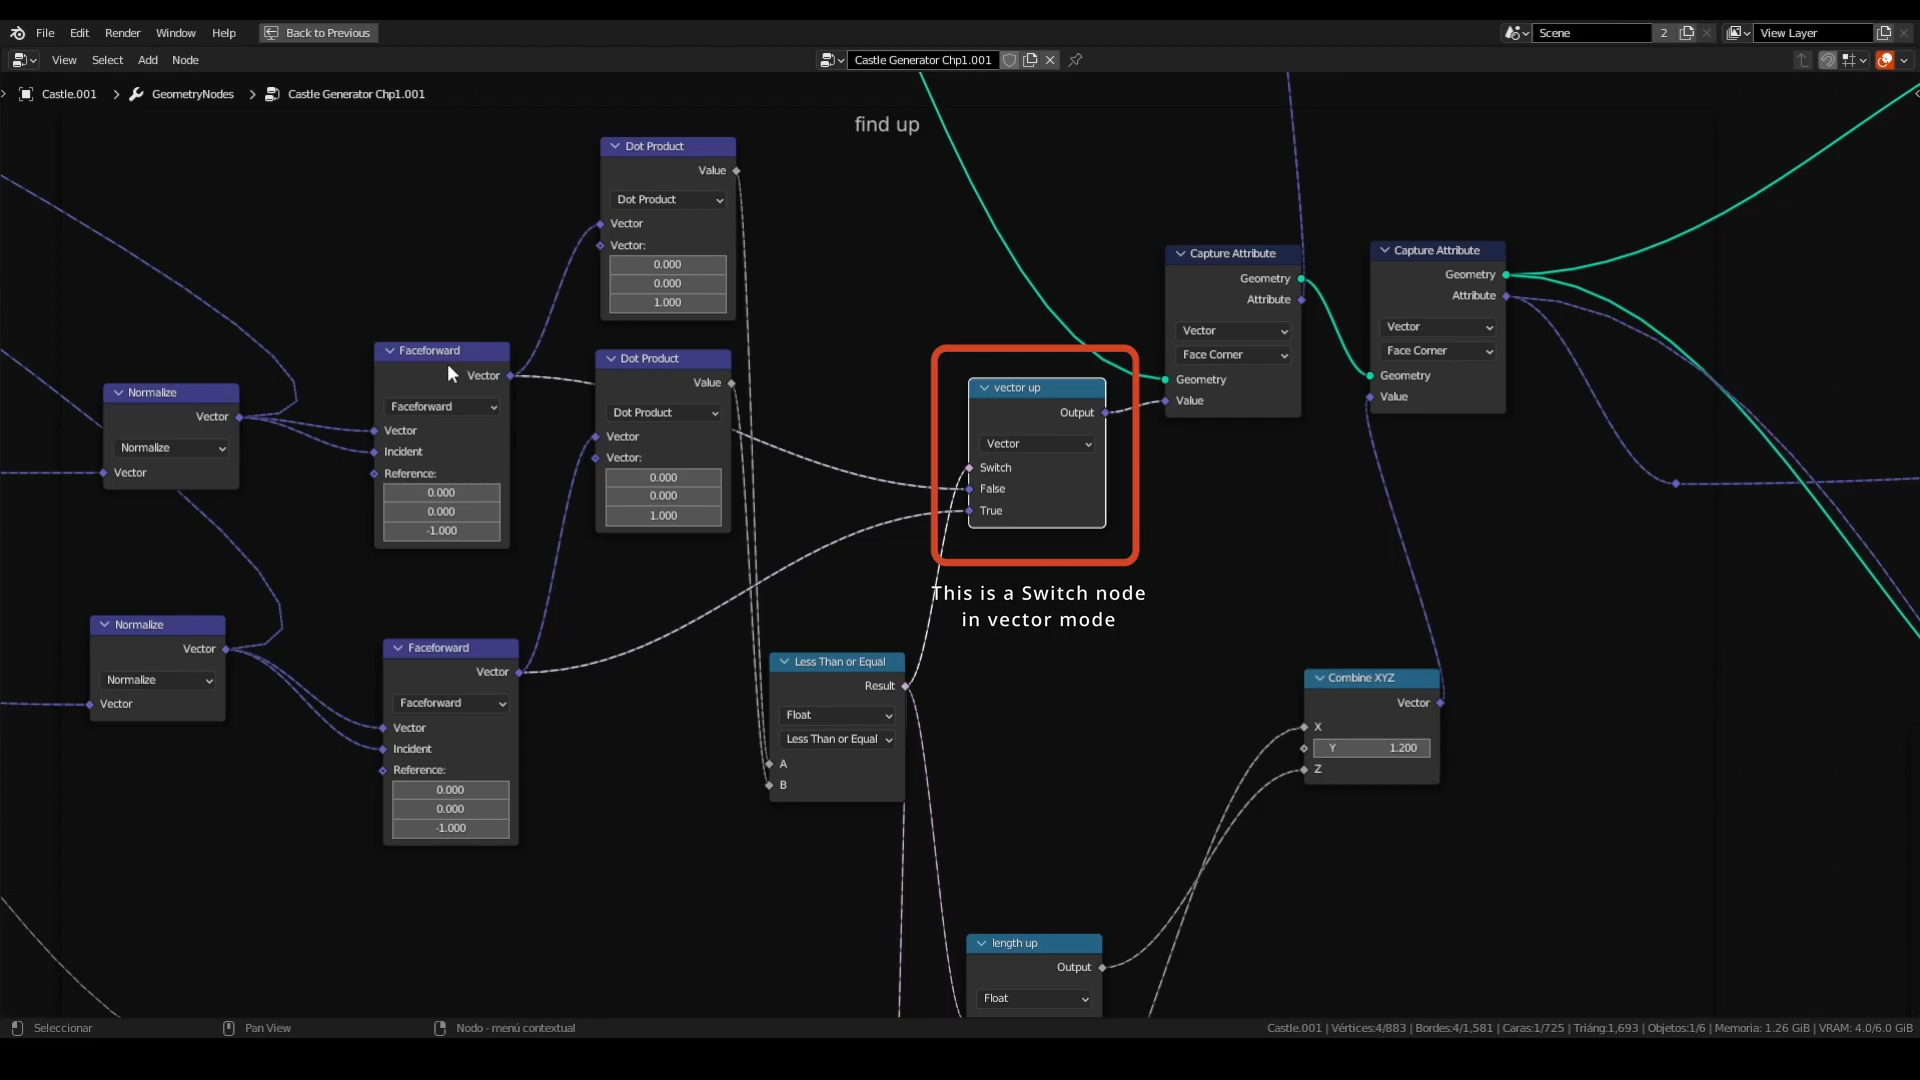 File Edit Render Window Help Back to Previous Scene 2 View Layer
View Select Add Node Castle Generator Chp1.001
Castle.001 GeometryNodes Castle Generator Chp1.001
find up
Dot Product
Value
Dot Product
Vector
Vector:
0.000
0.000
1.000
Dot Product
Value
Dot Product
Vector
Vector:
0.000
0.000
1.000
Faceforward
Vector
Faceforward
Vector
Incident
Reference:
0.000
0.000
-1.000
Normalize
Vector
Normalize
Vector
Normalize
Vector
Normalize
Vector
Faceforward
Vector
Faceforward
Vector
Incident
Reference:
0.000
0.000
-1.000
Less Than or Equal
Result
Float
Less Than or Equal
A
B
vector up
Output
Vector
Switch
False
True
This is a Switch node
in vector mode
Capture Attribute
Geometry
Attribute
Vector
Face Corner
Geometry
Value
Capture Attribute
Geometry
Attribute
Vector
Face Corner
Geometry
Value
Combine XYZ
Vector
X
Y 1.200
Z
length up
Output
Float
Seleccionar Pan View Nodo - menú contextual Castle.001 | Vértices:4/883 | Bordes:4/1,581 | Caras:1/725 | Triáng:1,693 | Objetos:1/6 | Memoria: 1.26 GiB | VRAM: 4.0/6.0 GiB